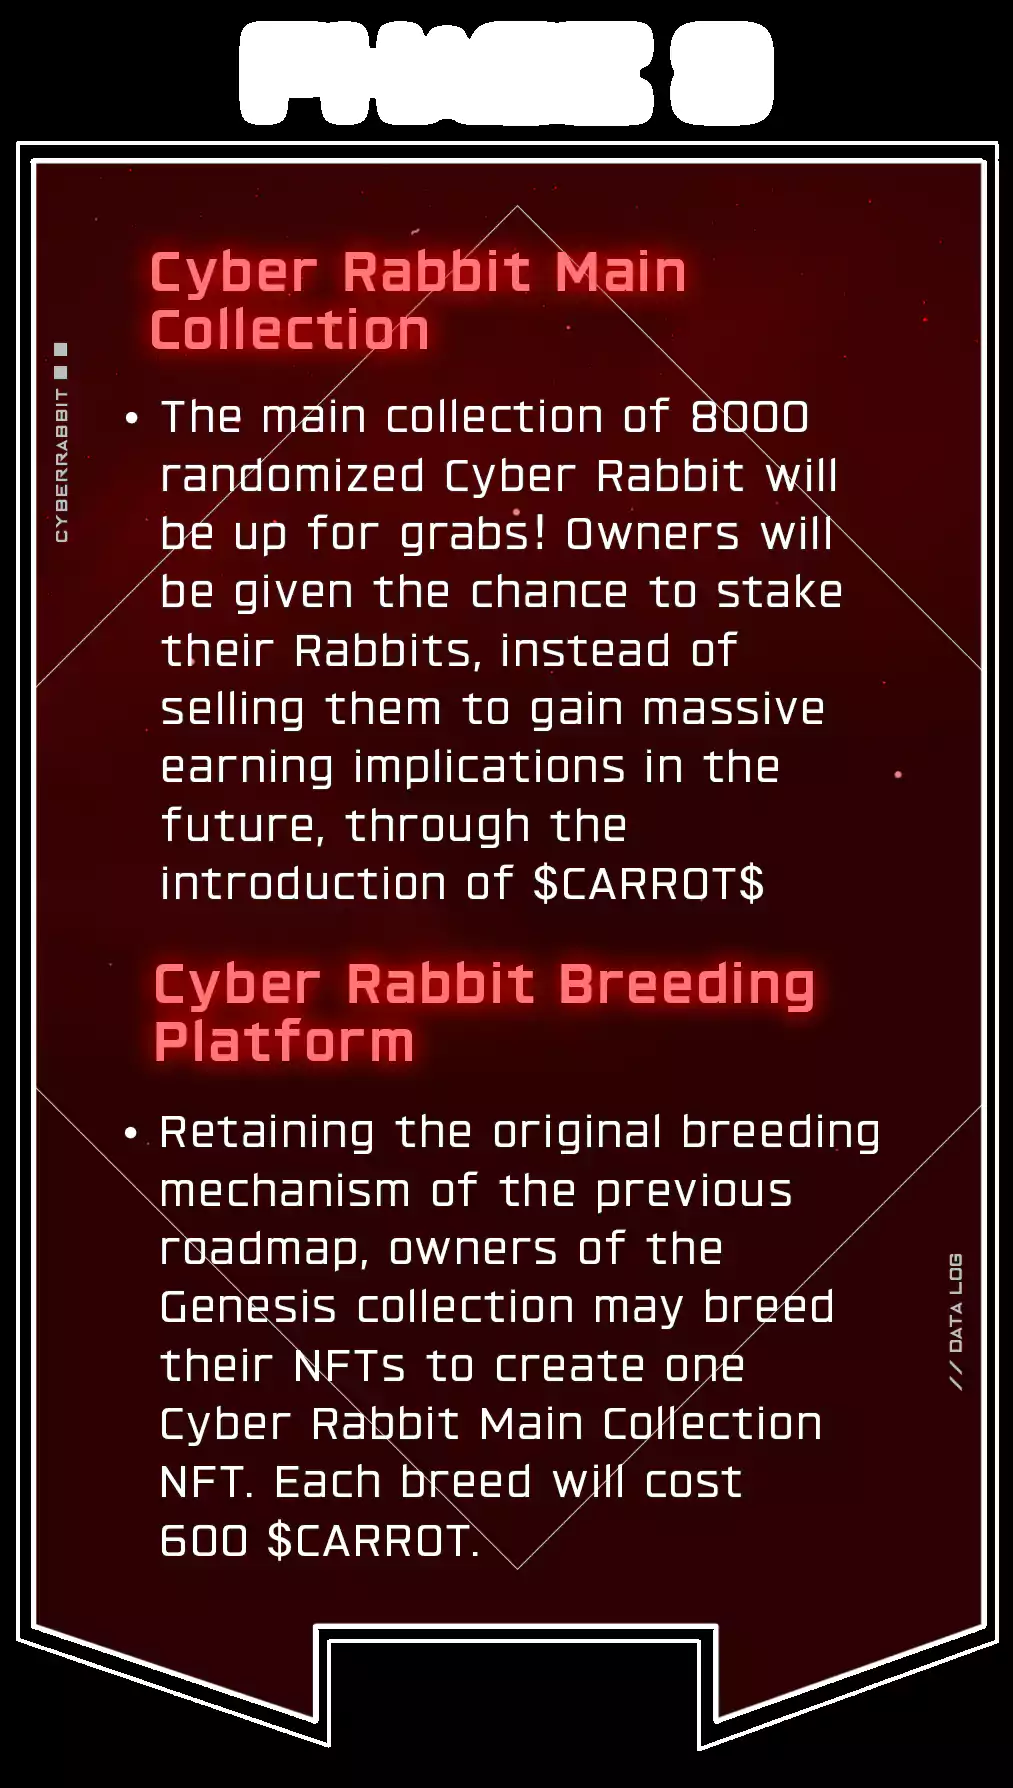 PHASE
Cyber Rabbit Main
Collection
CYBERRABBIT
• The main collection of 8000
randomized Cyber Rabbit will
be up for grabs! Owners will
be given the chance to stake
their Rabbits, instead of
selling them to gain massive
earning implications in the
future, through the
introduction of $CARROT$
Cyber Rabbit Breeding
Platform
• Retaining the original breeding
mechanism of the previous
roadmap, owners of the
Genesis collection may breed
their NFTs to create one
Cyber Rabbit Main Collection
NFT. Each breed will cost
600 $CARROT.
// DATA LOG